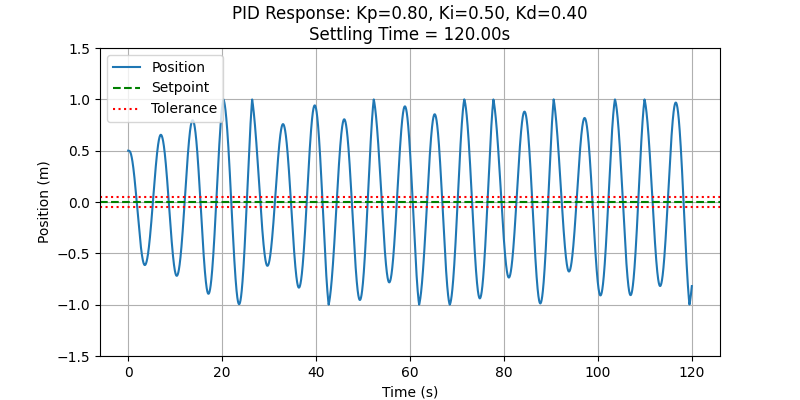 PID Response: Kp=0.80, Ki=0.50, Kd=0.40
Settling Time = 120.00s
Position
Setpoint
Tolerance
1.5
1.0
0.5
0.0
−0.5
−1.0
−1.5
Position (m)
0
20
40
60
80
100
120
Time (s)